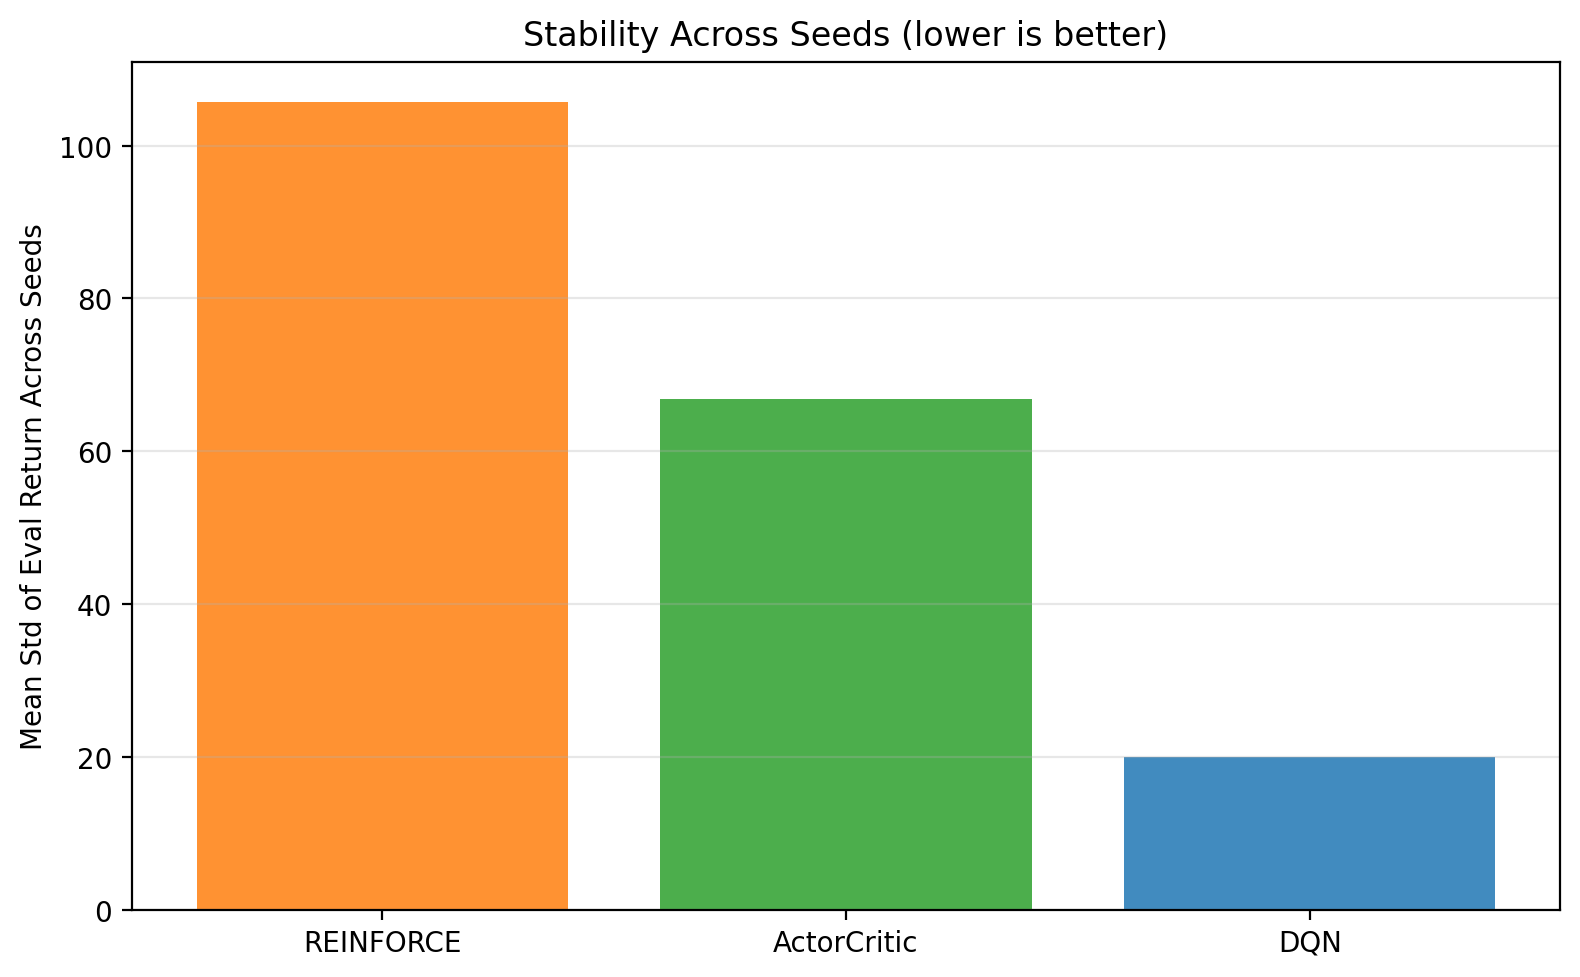 Stability Across Seeds (lower is better)
Mean Std of Eval Return Across Seeds
100
80
60
40
20
0
REINFORCE
ActorCritic
DQN